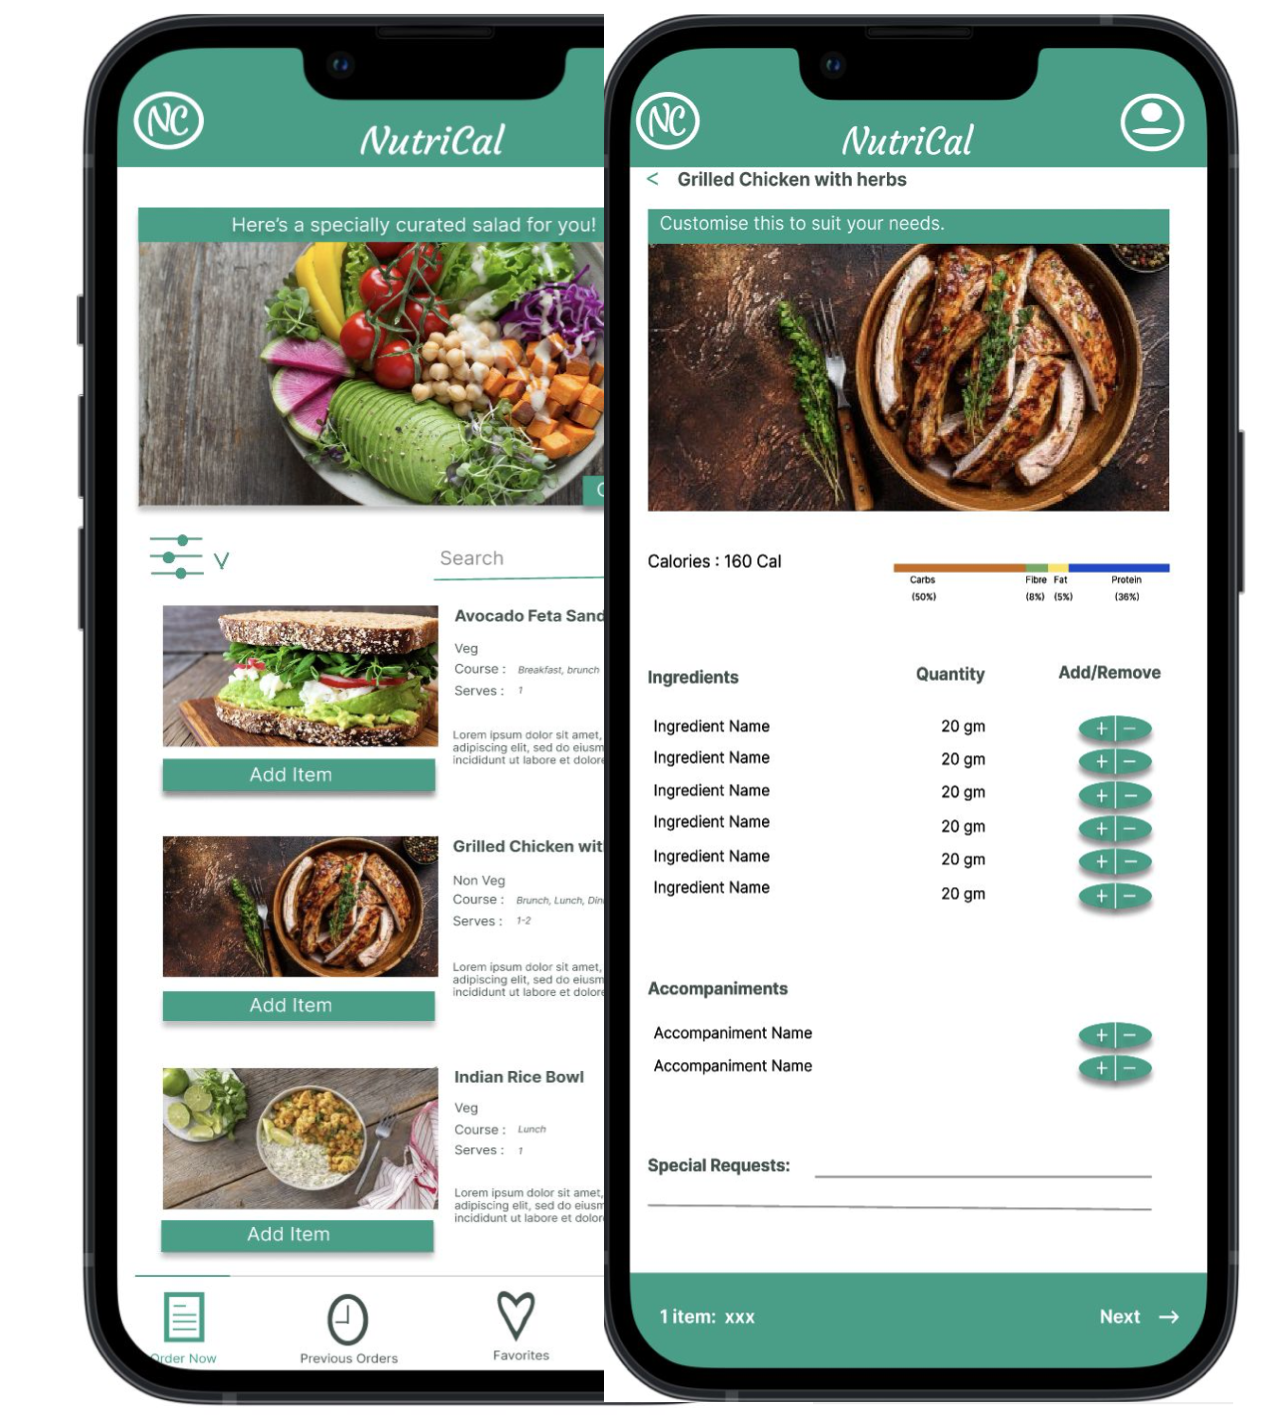 NC
NutriCal
Here's a specially curated salad for you!
Search
Avocado Feta Sand
Veg
Course : Breakfast, brunch
Serves : 1
Lorem ipsum dolor sit amet,
adipiscing elit, sed do eiusm
incididunt ut labore et dolore
Add Item
Grilled Chicken wit
Non Veg
Course : Brunch, Lunch, Din
Serves : 1-2
Lorem ipsum dolor sit amet,
adipiscing elit, sed do eiusm
incididunt ut labore et dolore
Add Item
Indian Rice Bowl
Veg
Course : Lunch
Serves : 1
Lorem ipsum dolor sit amet,
adipiscing elit, sed do eiusm
incididunt ut labore et dolore
Add Item
Order Now Previous Orders Favorites
NC
NutriCal
< Grilled Chicken with herbs
Customise this to suit your needs.
Calories : 160 Cal
Carbs Fibre Fat Protein
(50%) (8%) (5%) (36%)
Ingredients Quantity Add/Remove
Ingredient Name 20 gm + −
Ingredient Name 20 gm + −
Ingredient Name 20 gm + −
Ingredient Name 20 gm + −
Ingredient Name 20 gm + −
Ingredient Name 20 gm + −
Accompaniments
Accompaniment Name + −
Accompaniment Name + −
Special Requests:
1 item: xxx Next →